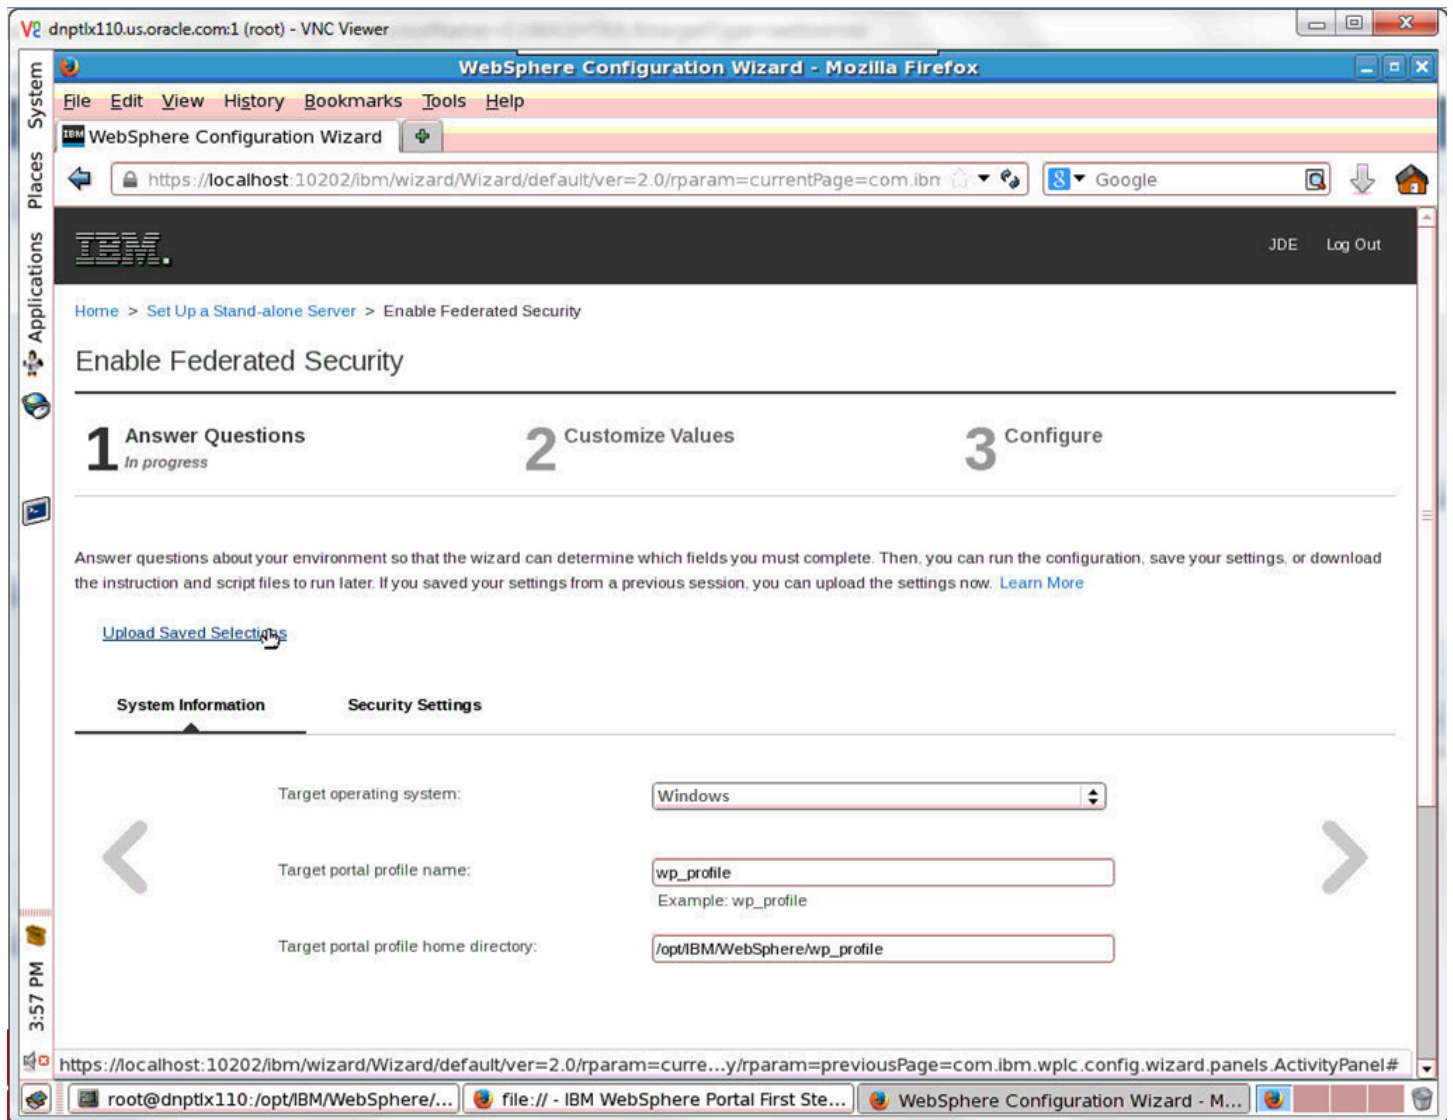 dnptlx110.us.oracle.com:1 (root) - VNC Viewer
WebSphere Configuration Wizard - Mozilla Firefox
File Edit View History Bookmarks Tools Help
IBM WebSphere Configuration Wizard
https://localhost:10202/ibm/wizard/Wizard/default/ver=2.0/rparam=currentPage=com.ibm
8 Google
System
Places
Applications
IBM.
JDE Log Out
Home > Set Up a Stand-alone Server > Enable Federated Security
Enable Federated Security
1 Answer Questions
In progress
2 Customize Values
3 Configure
Answer questions about your environment so that the wizard can determine which fields you must complete. Then, you can run the configuration, save your settings, or download
the instruction and script files to run later. If you saved your settings from a previous session, you can upload the settings now. Learn More
Upload Saved Selections
System Information Security Settings
Target operating system: Windows
Target portal profile name: wp_profile
Example: wp_profile
Target portal profile home directory: /opt/IBM/WebSphere/wp_profile
3:57 PM
https://localhost:10202/ibm/wizard/Wizard/default/ver=2.0/rparam=curre...y/rparam=previousPage=com.ibm.wplc.config.wizard.panels.ActivityPanel#
root@dnptlx110:/opt/IBM/WebSphere/... file:// - IBM WebSphere Portal First Ste... WebSphere Configuration Wizard - M...